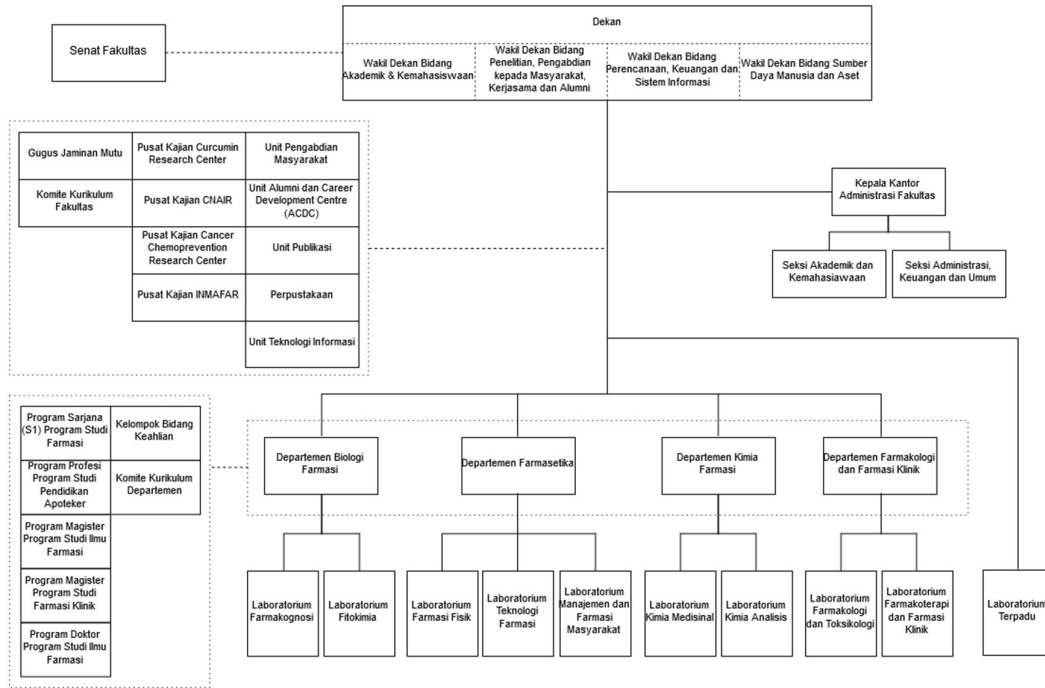 Senat Fakultas
Dekan
Wakil Dekan Bidang
Akademik & Kemahasiswaan
Wakil Dekan Bidang
Penelitian, Pengabdian
kepada Masyarakat,
Kerjasama dan Alumni
Wakil Dekan Bidang
Perencanaan, Keuangan dan
Sistem Informasi
Wakil Dekan Bidang Sumber
Daya Manusia dan Aset
Gugus Jaminan Mutu
Pusat Kajian Curcumin
Research Center
Unit Pengabdian
Masyarakat
Komite Kurikulum
Fakultas
Pusat Kajian CNAIR
Unit Alumni dan Career
Development Centre
(ACDC)
Pusat Kajian Cancer
Chemoprevention
Research Center
Unit Publikasi
Pusat Kajian INMAFAR
Perpustakaan
Unit Teknologi Informasi
Kepala Kantor
Administrasi Fakultas
Seksi Akademik dan
Kemahasiawaan
Seksi Administrasi,
Keuangan dan Umum
Program Sarjana
(S1) Program Studi
Farmasi
Kelompok Bidang
Keahlian
Program Profesi
Program Studi
Pendidikan
Apoteker
Komite Kurikulum
Departemen
Program Magister
Program Studi Ilmu
Farmasi
Program Magister
Program Studi
Farmasi Klinik
Program Doktor
Program Studi Ilmu
Farmasi
Departemen Biologi
Farmasi
Departemen Farmasetika
Departemen Kimia
Farmasi
Departemen Farmakologi
dan Farmasi Klinik
Laboratorium
Farmakognosi
Laboratorium
Fitokimia
Laboratorium
Farmasi Fisik
Laboratorium
Teknologi
Farmasi
Laboratorium
Manajemen dan
Farmasi
Masyarakat
Laboratorium
Kimia Medisinal
Laboratorium
Kimia Analisis
Laboratorium
Farmakologi
dan Toksikologi
Laboratorium
Farmakoterapi
dan Farmasi
Klinik
Laboratorium
Terpadu